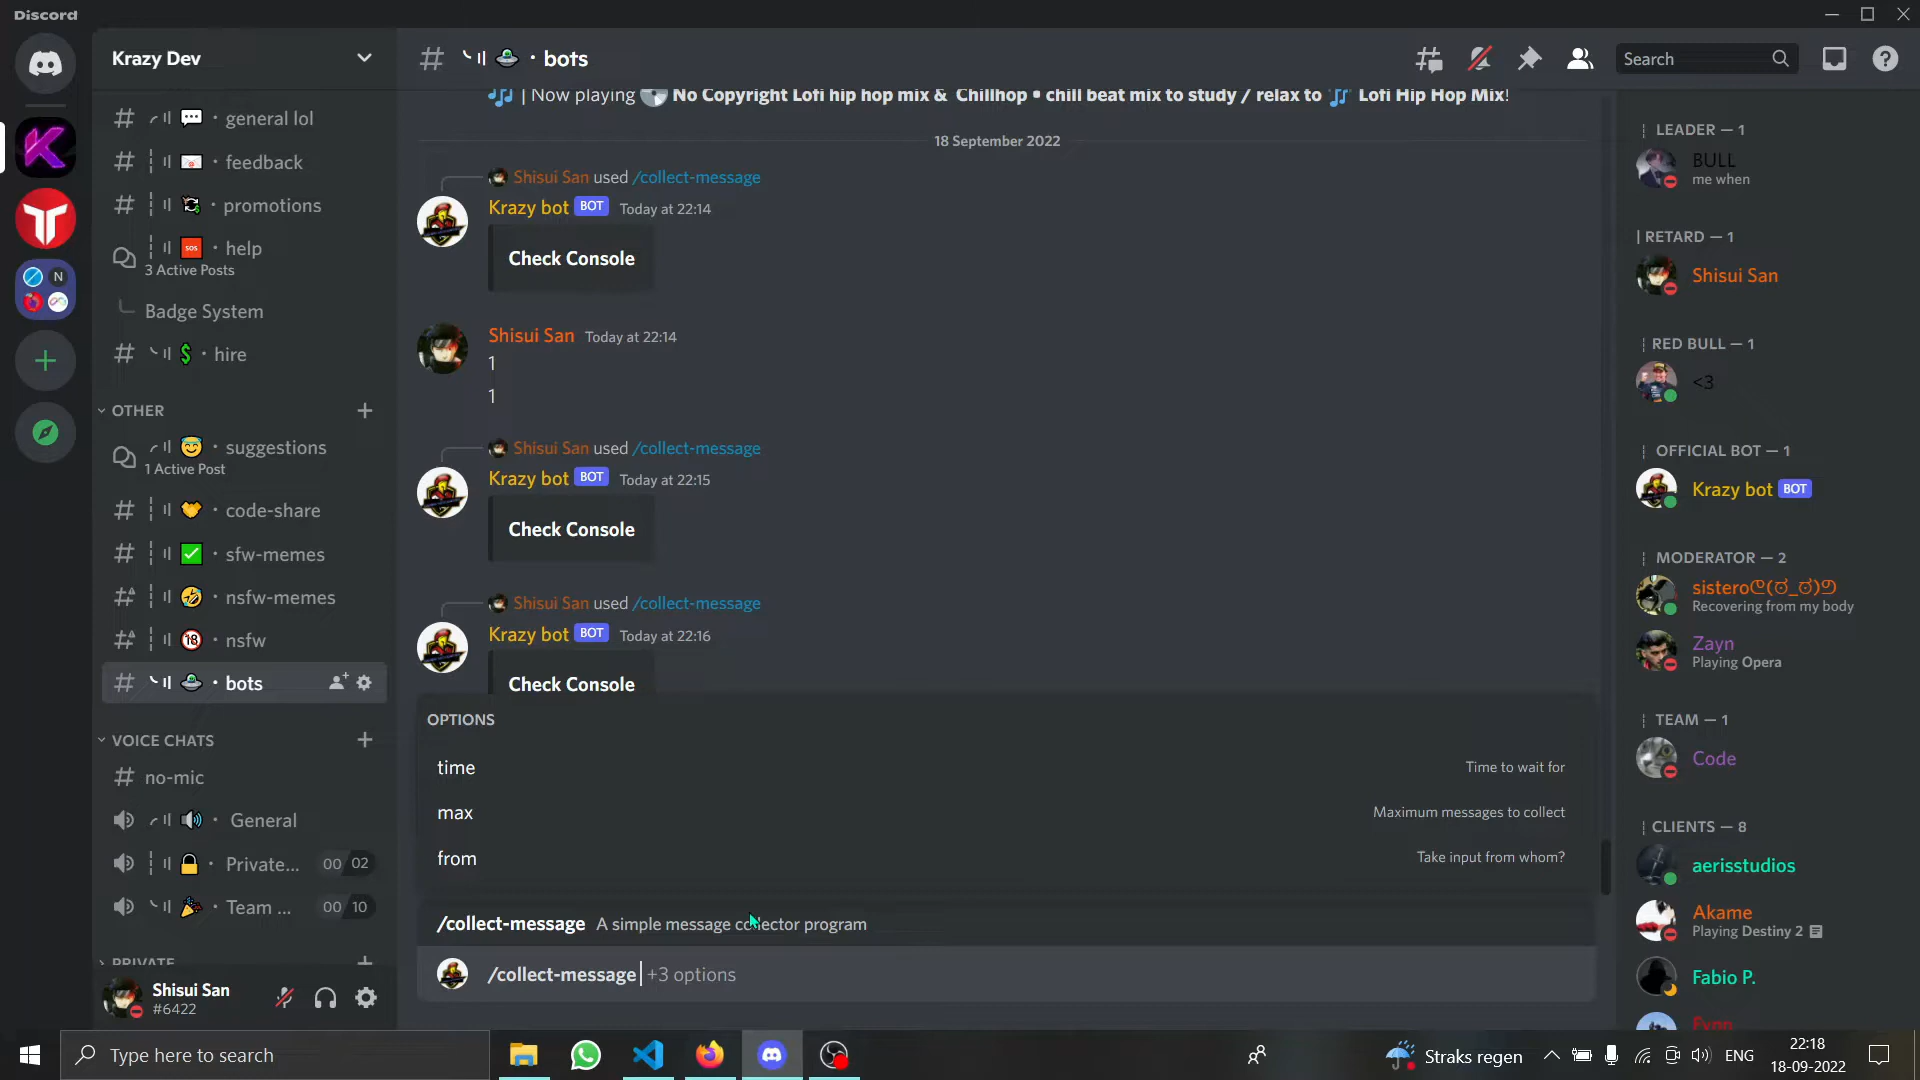 Discord
Krazy Dev
general lol
feedback
promotions
help
3 Active Posts
Badge System
hire
OTHER
suggestions
1 Active Post
code-share
sfw-memes
nsfw-memes
nsfw
bots
VOICE CHATS
no-mic
General
Private... 00 02
Team ... 00 10
PRIVATE
Shisui San
#6422
bots
Search
Now playing No Copyright Lofi hip hop mix & Chillhop • chill beat mix to study / relax to Lofi Hip Hop Mix!
18 September 2022
Shisui San used /collect-message
Krazy bot BOT Today at 22:14
Check Console
Shisui San Today at 22:14
1
1
Shisui San used /collect-message
Krazy bot BOT Today at 22:15
Check Console
Shisui San used /collect-message
Krazy bot BOT Today at 22:16
Check Console
OPTIONS
time Time to wait for
max Maximum messages to collect
from Take input from whom?
/collect-message A simple message collector program
/collect-message +3 options
LEADER — 1
BULL
me when
RETARD — 1
Shisui San
RED BULL — 1
<3
OFFICIAL BOT — 1
Krazy bot BOT
MODERATOR — 2
sistero
Recovering from my body
Zayn
Playing Opera
TEAM — 1
Code
CLIENTS — 8
aerisstudios
Akame
Playing Destiny 2
Fabio P.
Type here to search
Straks regen
ENG
22:18
18-09-2022